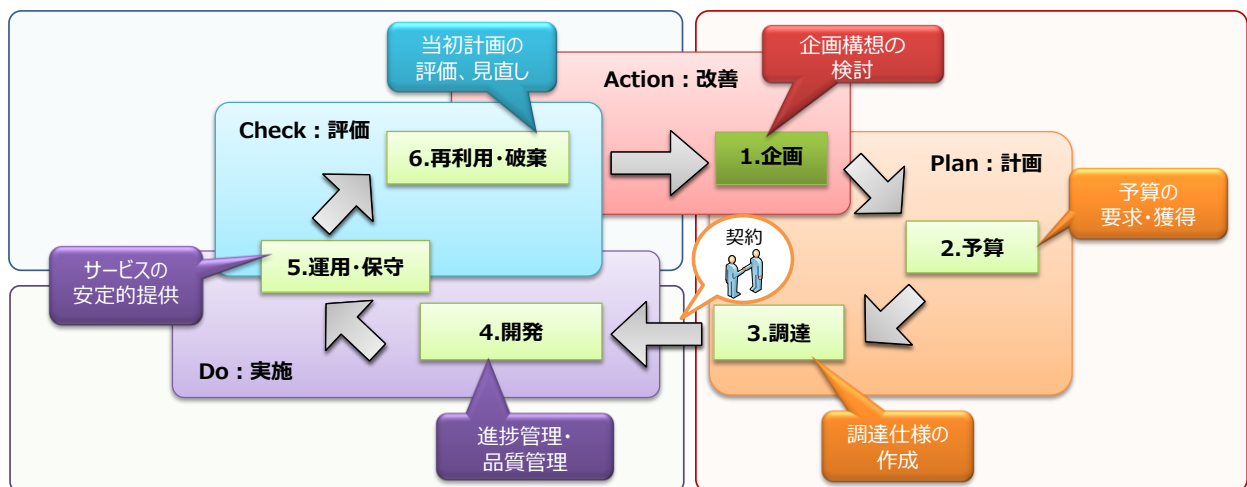 当初計画の
評価、見直し
企画構想の
検討
Action：改善
Check：評価
6.再利用・破棄
1.企画
Plan：計画
予算の
要求・獲得
契約
2.予算
サービスの
安定的提供
5.運用・保守
4.開発
3.調達
Do：実施
進捗管理・
品質管理
調達仕様の
作成